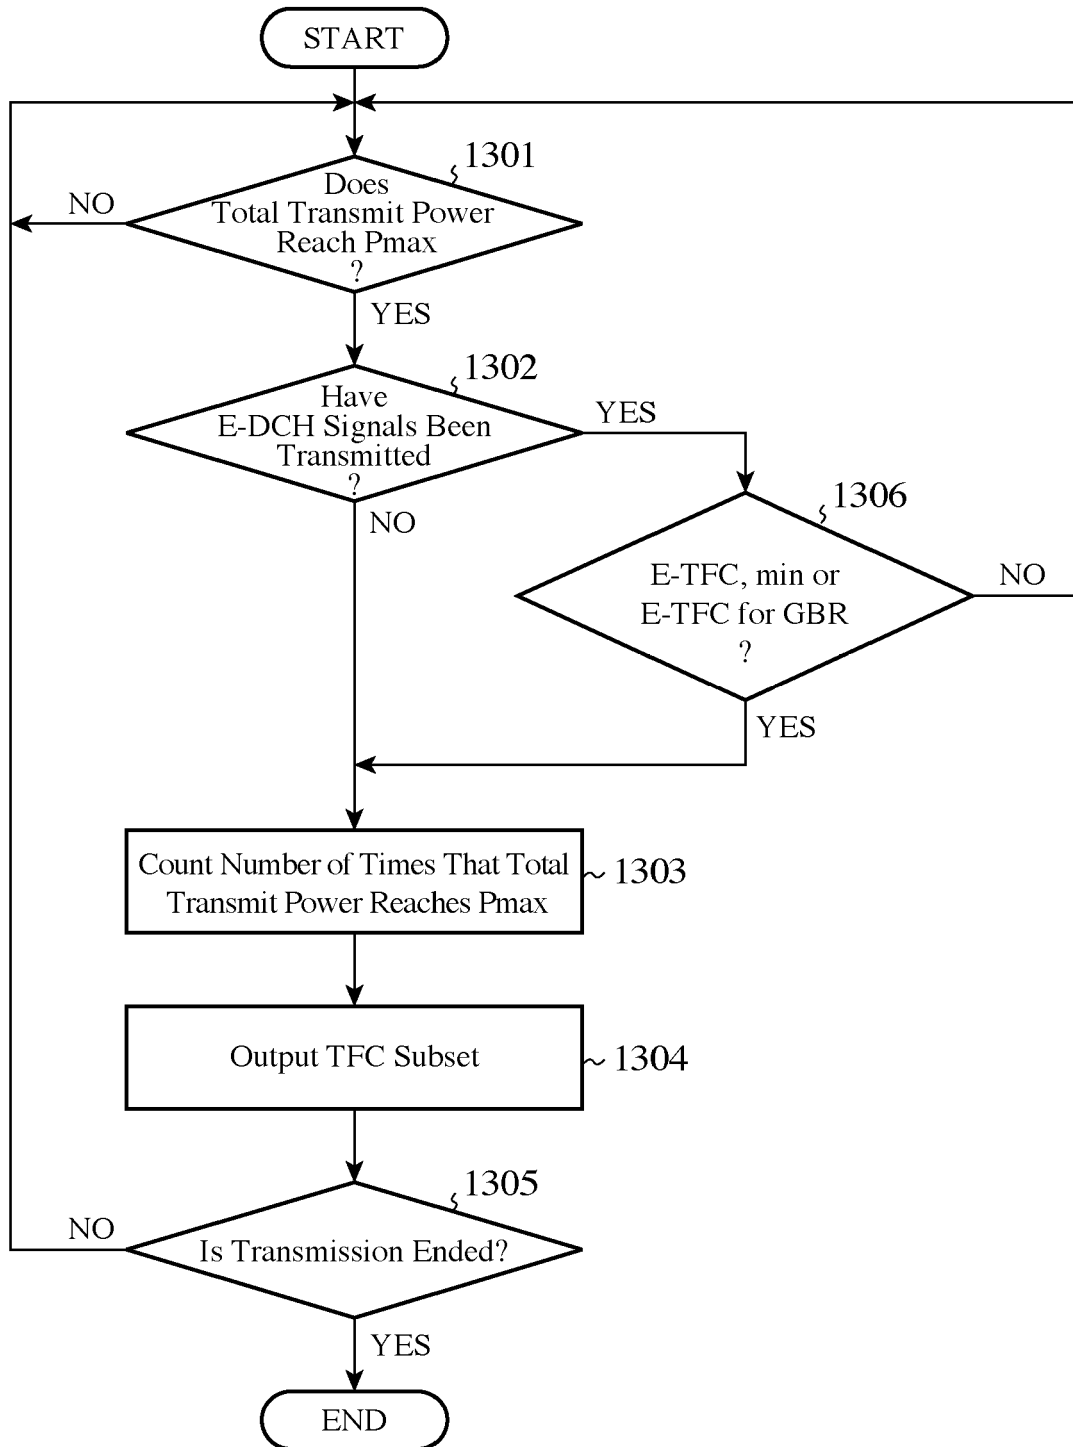 START
1301
Does
Total Transmit Power
Reach Pmax
?
NO
YES
1302
Have
E-DCH Signals Been
Transmitted
?
YES
NO
1306
E-TFC, min or
E-TFC for GBR
?
NO
YES
Count Number of Times That Total
Transmit Power Reaches Pmax
1303
Output TFC Subset
1304
1305
Is Transmission Ended?
NO
YES
END